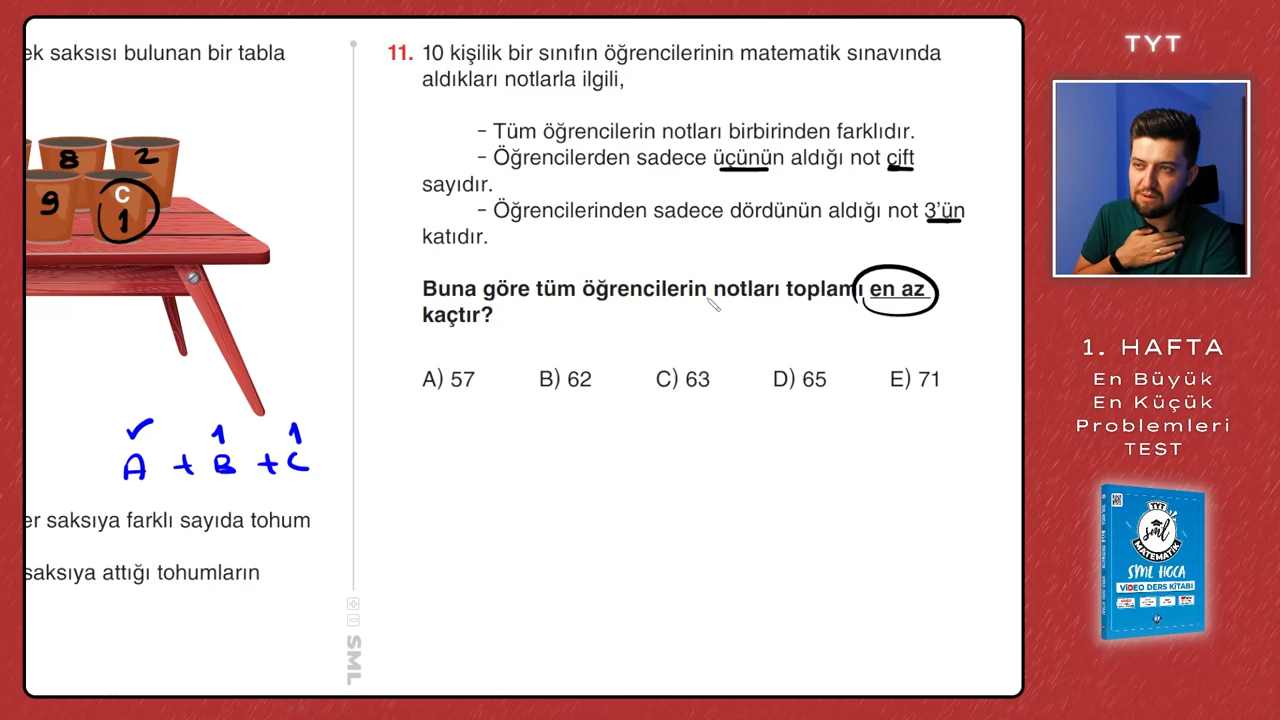 ek saksısı bulunan bir tabla
8
2
9
C
1
✓ 1 1
A + B + C
er saksıya farklı sayıda tohum
saksıya attığı tohumların
SML
11. 10 kişilik bir sınıfın öğrencilerinin matematik sınavında
aldıkları notlarla ilgili,
- Tüm öğrencilerin notları birbirinden farklıdır.
- Öğrencilerden sadece üçünün aldığı not çift
sayıdır.
- Öğrencilerinden sadece dördünün aldığı not 3'ün
katıdır.
Buna göre tüm öğrencilerin notları toplamı en az
kaçtır?
A) 57 B) 62 C) 63 D) 65 E) 71
TYT
1. HAFTA
En Büyük
En Küçük
Problemleri
TEST
TYT
sml
MATEMATİK
SML HOCA
VİDEO DERS KİTABI